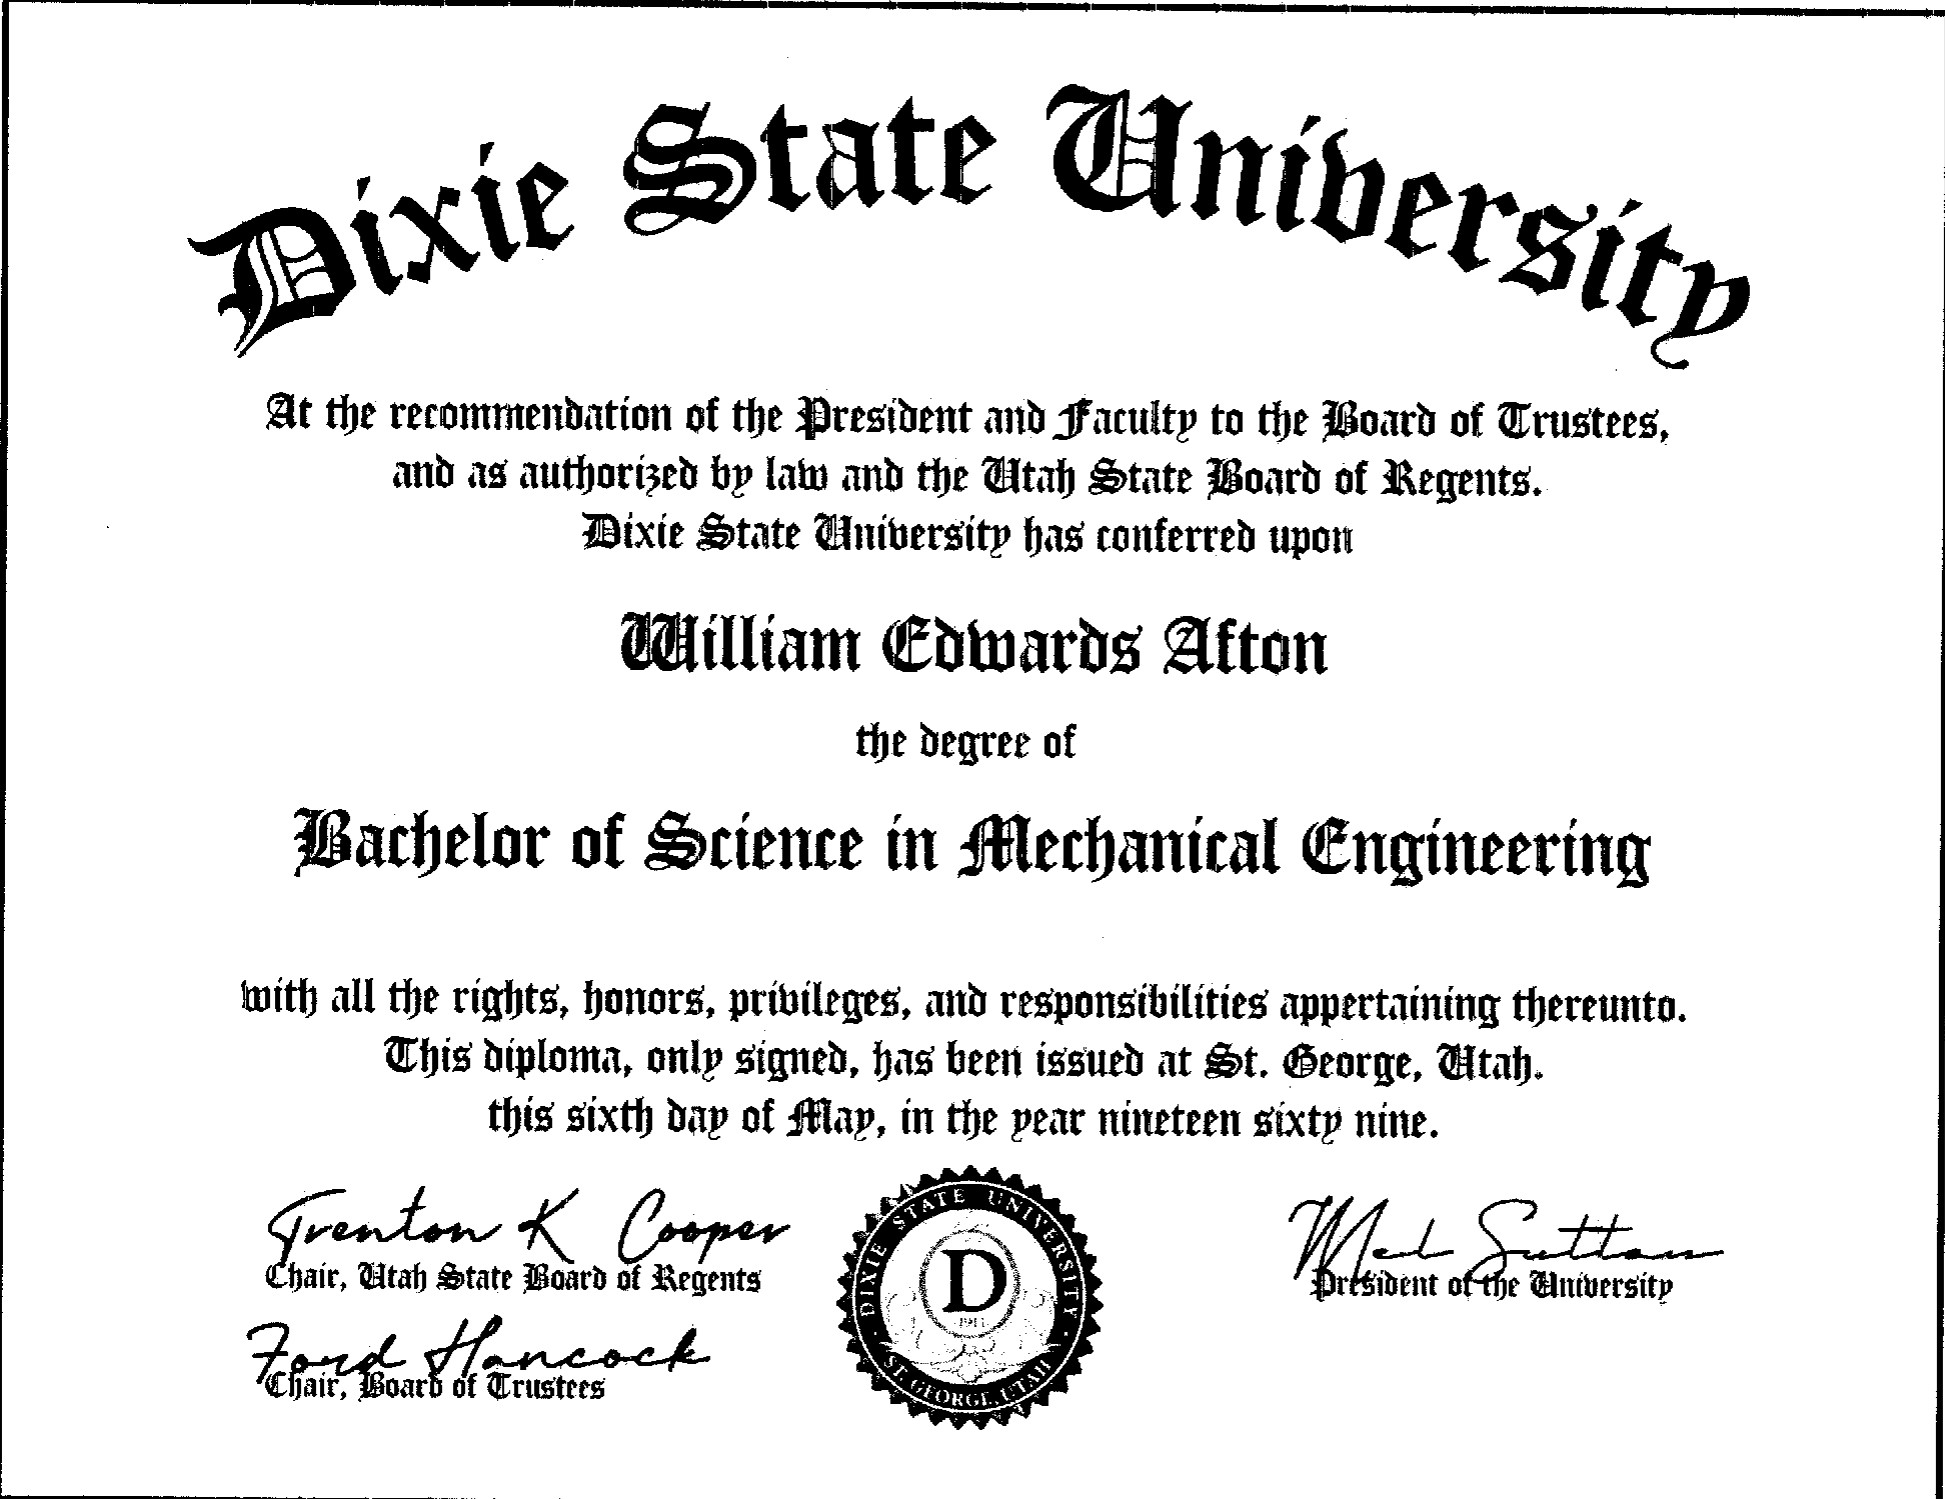 Dixie State University
At the recommendation of the President and Faculty to the Board of Trustees,
and as authorized by law and the Utah State Board of Regents.
Dixie State University has conferred upon
William Edwards Afton
the degree of
Bachelor of Science in Mechanical Engineering
with all the rights, honors, privileges, and responsibilities appertaining thereunto.
This diploma, only signed, has been issued at St. George, Utah.
this sixth day of May, in the year nineteen sixty nine.
Trenton K Cooper
Chair, Utah State Board of Regents
Ford Hancock
Chair, Board of Trustees
DIXIE STATE UNIVERSITY
D
1911
ST. GEORGE, UTAH
Sutton
President of the University